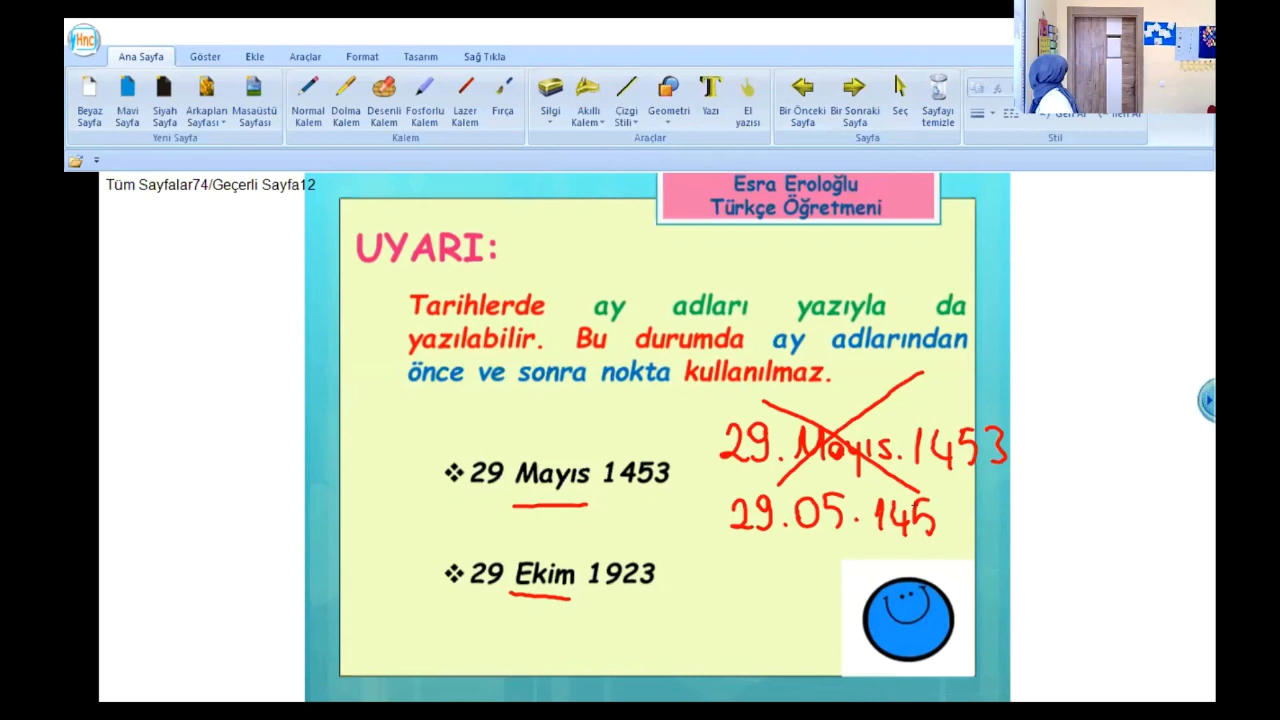 Hnc
Ana Sayfa Göster Ekle Araçlar Format Tasarım Sağ Tıkla
Beyaz Sayfa Mavi Sayfa Siyah Sayfa Arkaplan Sayfası Masaüstü Sayfası
Normal Kalem Dolma Kalem Desenli Kalem Fosforlu Kalem Lazer Kalem Fırça
Silgi Akıllı Kalem Çizgi Stili Geometri Yazı El yazısı
Bir Önceki Sayfa Bir Sonraki Sayfa Seç Sayfayı temizle
Yeni Sayfa Kalem Araçlar Sayfa Stil
Tüm Sayfalar74/Geçerli Sayfa12
Esra Eroloğlu
Türkçe Öğretmeni
UYARI:
Tarihlerde ay adları yazıyla da
yazılabilir. Bu durumda ay adlarından
önce ve sonra nokta kullanılmaz.
29.Mayıs.1453
29 Mayıs 1453
29.05.145
29 Ekim 1923